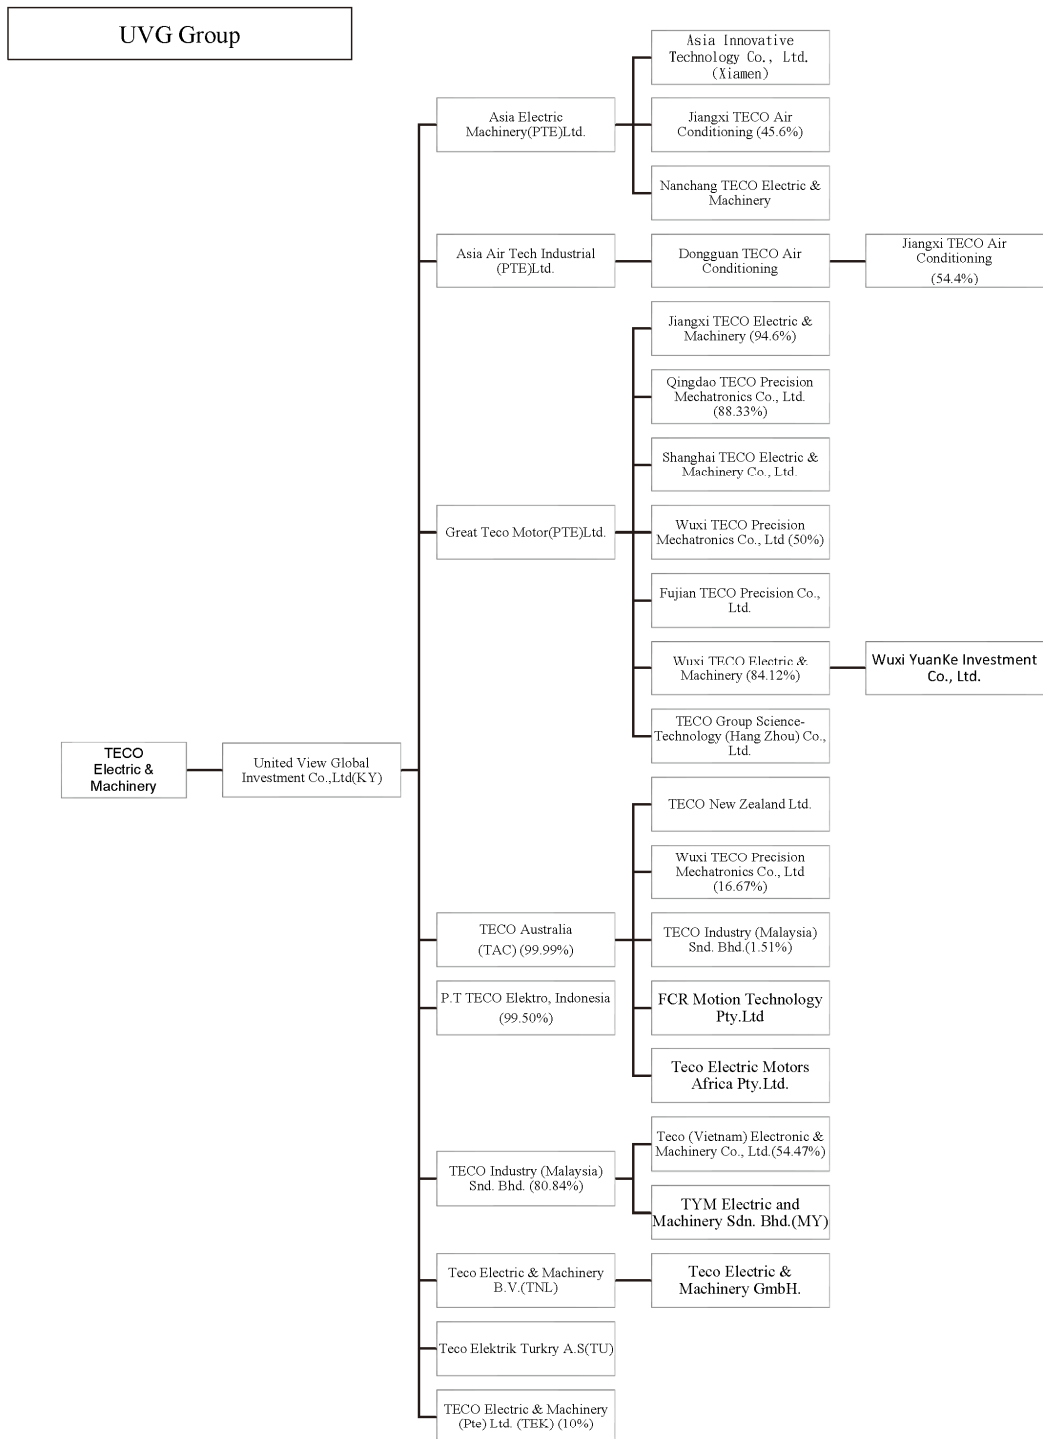 UVG Group
Asia Innovative
Technology Co., Ltd.
(Xiamen)
Asia Electric
Machinery(PTE)Ltd.
Jiangxi TECO Air
Conditioning (45.6%)
Nanchang TECO Electric &
Machinery
Asia Air Tech Industrial
(PTE)Ltd.
Dongguan TECO Air
Conditioning
Jiangxi TECO Air
Conditioning
(54.4%)
Jiangxi TECO Electric &
Machinery (94.6%)
Qingdao TECO Precision
Mechatronics Co., Ltd.
(88.33%)
Shanghai TECO Electric &
Machinery Co., Ltd.
Great Teco Motor(PTE)Ltd.
Wuxi TECO Precision
Mechatronics Co., Ltd (50%)
Fujian TECO Precision Co.,
Ltd.
Wuxi TECO Electric &
Machinery (84.12%)
Wuxi YuanKe Investment
Co., Ltd.
TECO Group Science-
Technology (Hang Zhou) Co.,
Ltd.
TECO
Electric &
Machinery
United View Global
Investment Co.,Ltd(KY)
TECO New Zealand Ltd.
Wuxi TECO Precision
Mechatronics Co., Ltd
(16.67%)
TECO Australia
(TAC) (99.99%)
TECO Industry (Malaysia)
Snd. Bhd.(1.51%)
P.T TECO Elektro, Indonesia
(99.50%)
FCR Motion Technology
Pty.Ltd
Teco Electric Motors
Africa Pty.Ltd.
Teco (Vietnam) Electronic &
Machinery Co., Ltd.(54.47%)
TECO Industry (Malaysia)
Snd. Bhd. (80.84%)
TYM Electric and
Machinery Sdn. Bhd.(MY)
Teco Electric & Machinery
B.V.(TNL)
Teco Electric &
Machinery GmbH.
Teco Elektrik Turkry A.S(TU)
TECO Electric & Machinery
(Pte) Ltd. (TEK) (10%)